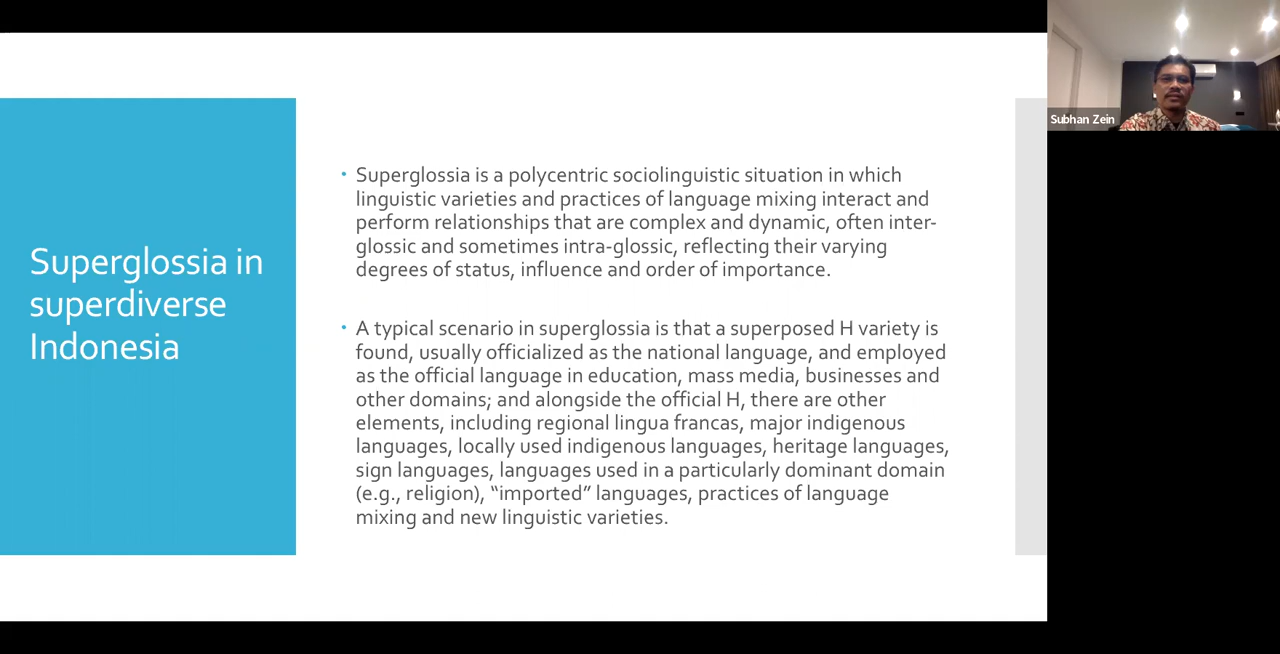 Superglossia in
superdiverse
Indonesia
• Superglossia is a polycentric sociolinguistic situation in which
linguistic varieties and practices of language mixing interact and
perform relationships that are complex and dynamic, often inter-
glossic and sometimes intra-glossic, reflecting their varying
degrees of status, influence and order of importance.
• A typical scenario in superglossia is that a superposed H variety is
found, usually officialized as the national language, and employed
as the official language in education, mass media, businesses and
other domains; and alongside the official H, there are other
elements, including regional lingua francas, major indigenous
languages, locally used indigenous languages, heritage languages,
sign languages, languages used in a particularly dominant domain
(e.g., religion), “imported” languages, practices of language
mixing and new linguistic varieties.
Subhan Zein